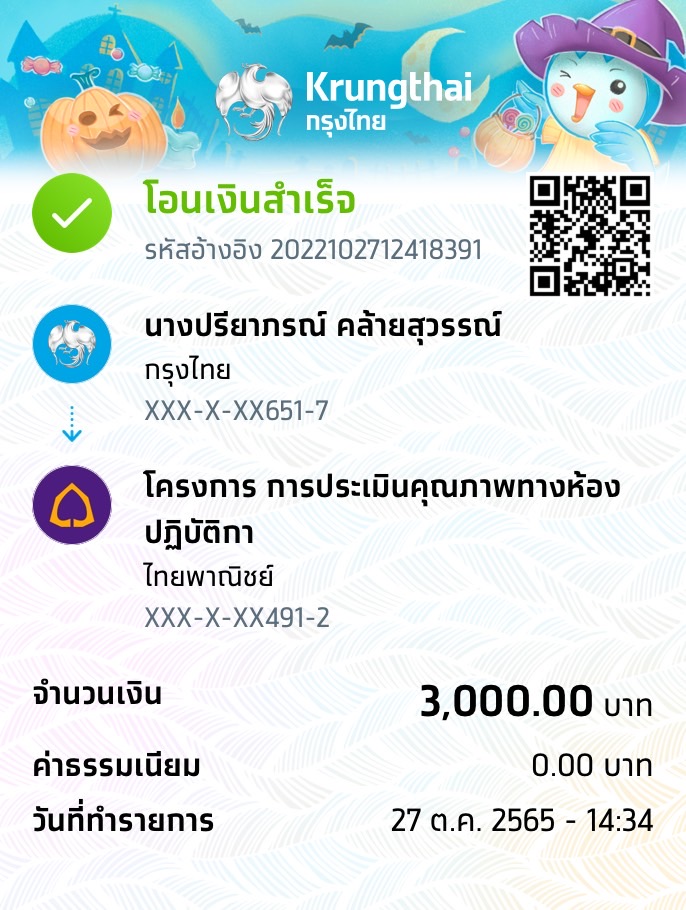 Krungthai
กรุงไทย
โอนเงินสำเร็จ
รหัสอ้างอิง 2022102712418391
นางปรียาภรณ์ คล้ายสุวรรณ์
กรุงไทย
XXX-X-XX651-7
โครงการ การประเมินคุณภาพทางห้อง
ปฏิบัติกา
ไทยพาณิชย์
XXX-X-XX491-2
จำนวนเงิน 3,000.00 บาท
ค่าธรรมเนียม 0.00 บาท
วันที่ทำรายการ 27 ต.ค. 2565 - 14:34